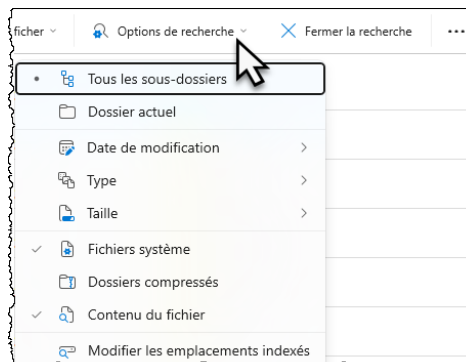 ficher
Options de recherche
Fermer la recherche
Tous les sous-dossiers
Dossier actuel
Date de modification
Type
Taille
Fichiers système
Dossiers compressés
Contenu du fichier
Modifier les emplacements indexés